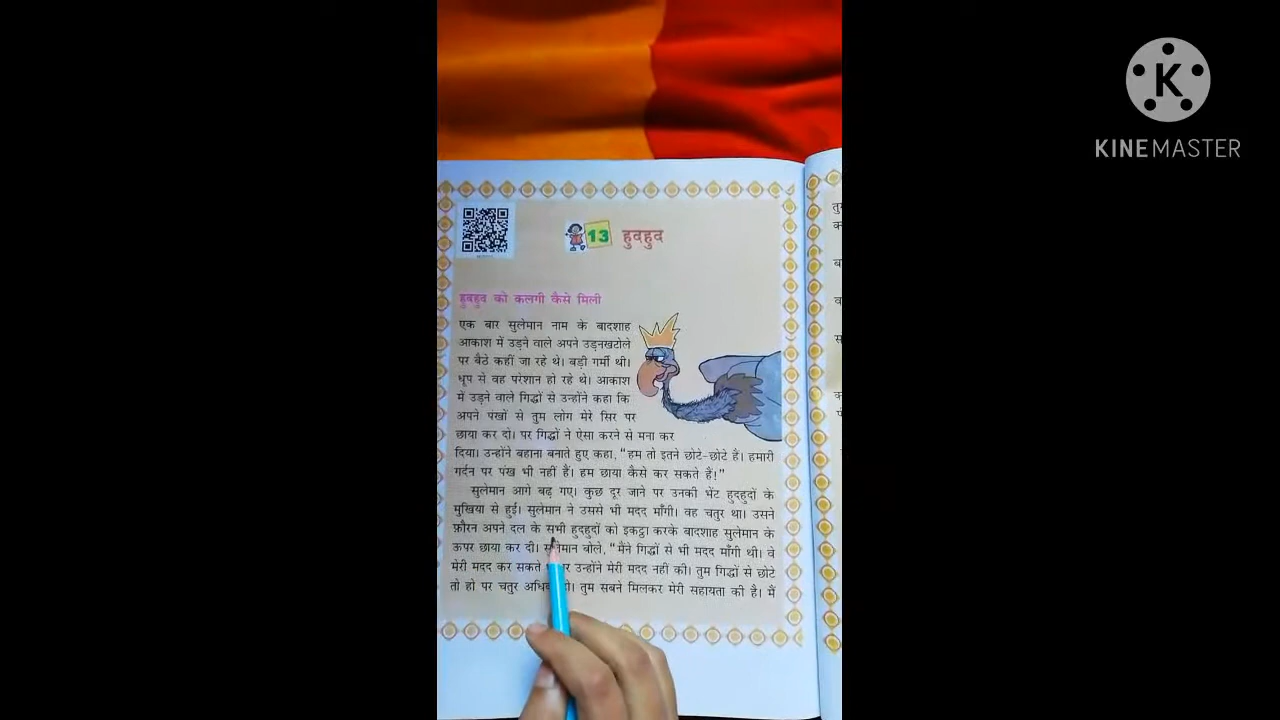 13 हुदहुद
हुदहुद को कलगी कैसे मिली
एक बार सुलेमान नाम के बादशाह
आकाश में उड़ने वाले अपने उड़नखटोले
पर बैठे कहीं जा रहे थे। बड़ी गर्मी थी।
धूप से वह परेशान हो रहे थे। आकाश
में उड़ने वाले गिद्धों से उन्होंने कहा कि
अपने पंखों से तुम लोग मेरे सिर पर
छाया कर दो। पर गिद्धों ने ऐसा करने से मना कर
दिया। उन्होंने बहाना बनाते हुए कहा, "हम तो इतने छोटे-छोटे हैं। हमारी
गर्दन पर पंख भी नहीं हैं। हम छाया कैसे कर सकते हैं!"
सुलेमान आगे बढ़ गए। कुछ दूर जाने पर उनकी भेंट हुदहुदों के
मुखिया से हुई। सुलेमान ने उससे भी मदद माँगी। वह चतुर था। उसने
फ़ौरन अपने दल के सभी हुदहुदों को इकट्ठा करके बादशाह सुलेमान के
ऊपर छाया कर दी। सुलेमान बोले, "मैंने गिद्धों से भी मदद माँगी थी। वे
मेरी मदद कर सकते उन्होंने मेरी मदद नहीं की। तुम गिद्धों से छोटे
तो हो पर चतुर तुम सबने मिलकर मेरी सहायता की है। मैं
KINEMASTER